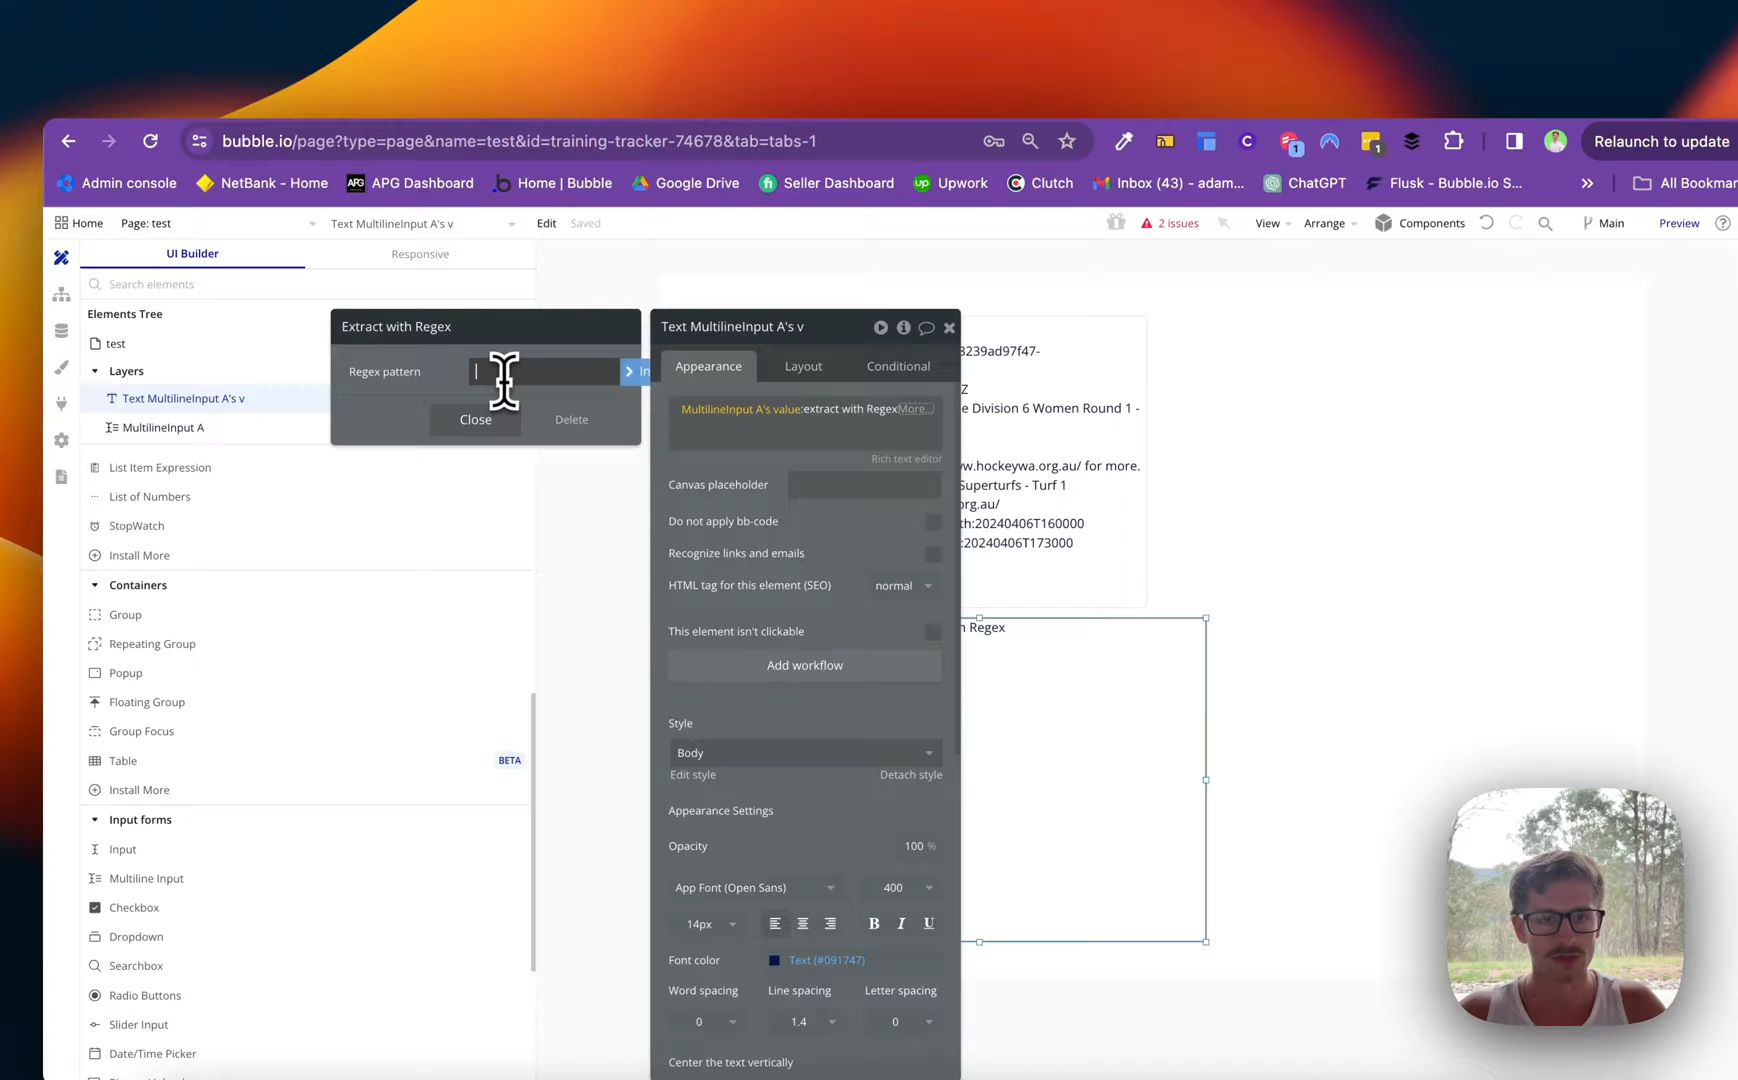 bubble.io/page?type=page&name=test&id=training-tracker-74678&tab=tabs-1
1
1
Relaunch to update
Admin console
NetBank - Home
APG
APG Dashboard
Home | Bubble
Google Drive
Seller Dashboard
Upwork
Clutch
Inbox (43) - adam...
ChatGPT
Flusk - Bubble.io S...
»
All Bookmar
Home
Page: test
Text MultilineInput A's v
Edit
Saved
2 issues
View
Arrange
Components
Main
Preview
UI Builder
Responsive
Search elements
Elements Tree
test
Layers
Text MultilineInput A's v
MultilineInput A
List Item Expression
List of Numbers
StopWatch
Install More
Containers
Group
Repeating Group
Popup
Floating Group
Group Focus
Table
BETA
Install More
Input forms
Input
Multiline Input
Checkbox
Dropdown
Searchbox
Radio Buttons
Slider Input
Date/Time Picker
Extract with Regex
Regex pattern
In
Close
Delete
Text MultilineInput A's v
Appearance
Layout
Conditional
MultilineInput A's value:extract with RegexMore...
Rich text editor
Canvas placeholder
Do not apply bb-code
Recognize links and emails
HTML tag for this element (SEO)
normal
This element isn't clickable
Add workflow
Style
Body
Edit style
Detach style
Appearance Settings
Opacity
100 %
App Font (Open Sans)
400
14px
B I U
Font color
Text (#091747)
Word spacing
Line spacing
Letter spacing
0
1.4
0
Center the text vertically
8239ad97f47-
Z
e Division 6 Women Round 1 -
w.hockeywa.org.au/ for more.
Superturfs - Turf 1
org.au/
th:20240406T160000
:20240406T173000
h Regex